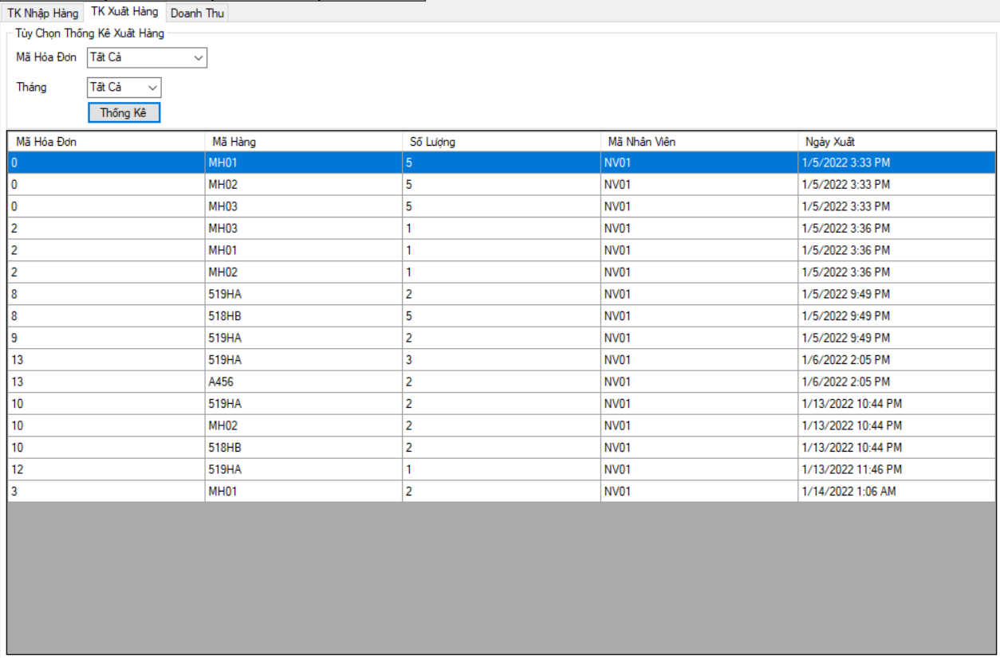 TK Nhập Hàng TK Xuất Hàng Doanh Thu
Tùy Chọn Thống Kê Xuất Hàng
Mã Hóa Đơn Tất Cả
Tháng Tất Cả
Thống Kê
Mã Hóa Đơn Mã Hàng Số Lượng Mã Nhân Viên Ngày Xuất
0 MH01 5 NV01 1/5/2022 3:33 PM
0 MH02 5 NV01 1/5/2022 3:33 PM
0 MH03 5 NV01 1/5/2022 3:33 PM
2 MH03 1 NV01 1/5/2022 3:36 PM
2 MH01 1 NV01 1/5/2022 3:36 PM
2 MH02 1 NV01 1/5/2022 3:36 PM
8 519HA 2 NV01 1/5/2022 9:49 PM
8 518HB 5 NV01 1/5/2022 9:49 PM
9 519HA 2 NV01 1/5/2022 9:49 PM
13 519HA 3 NV01 1/6/2022 2:05 PM
13 A456 2 NV01 1/6/2022 2:05 PM
10 519HA 2 NV01 1/13/2022 10:44 PM
10 MH02 2 NV01 1/13/2022 10:44 PM
10 518HB 2 NV01 1/13/2022 10:44 PM
12 519HA 1 NV01 1/13/2022 11:46 PM
3 MH01 2 NV01 1/14/2022 1:06 AM